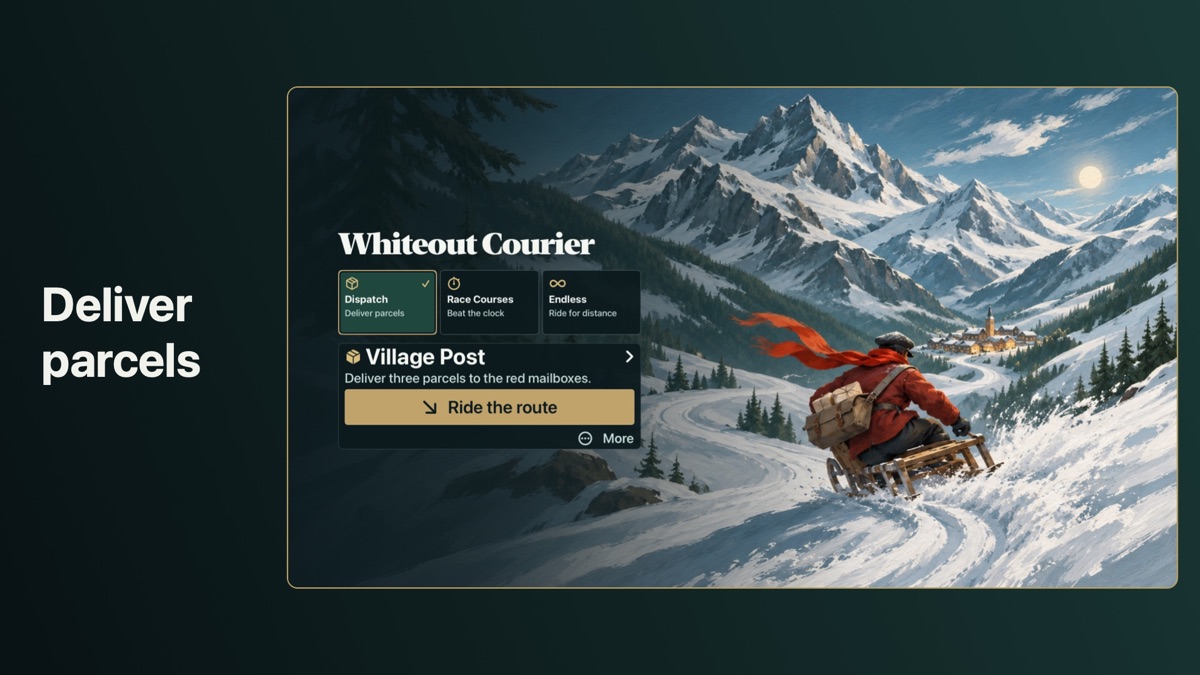 Deliver
parcels
Whiteout Courier
Dispatch
Deliver parcels
Race Courses
Beat the clock
Endless
Ride for distance
Village Post
Deliver three parcels to the red mailboxes.
Ride the route
More